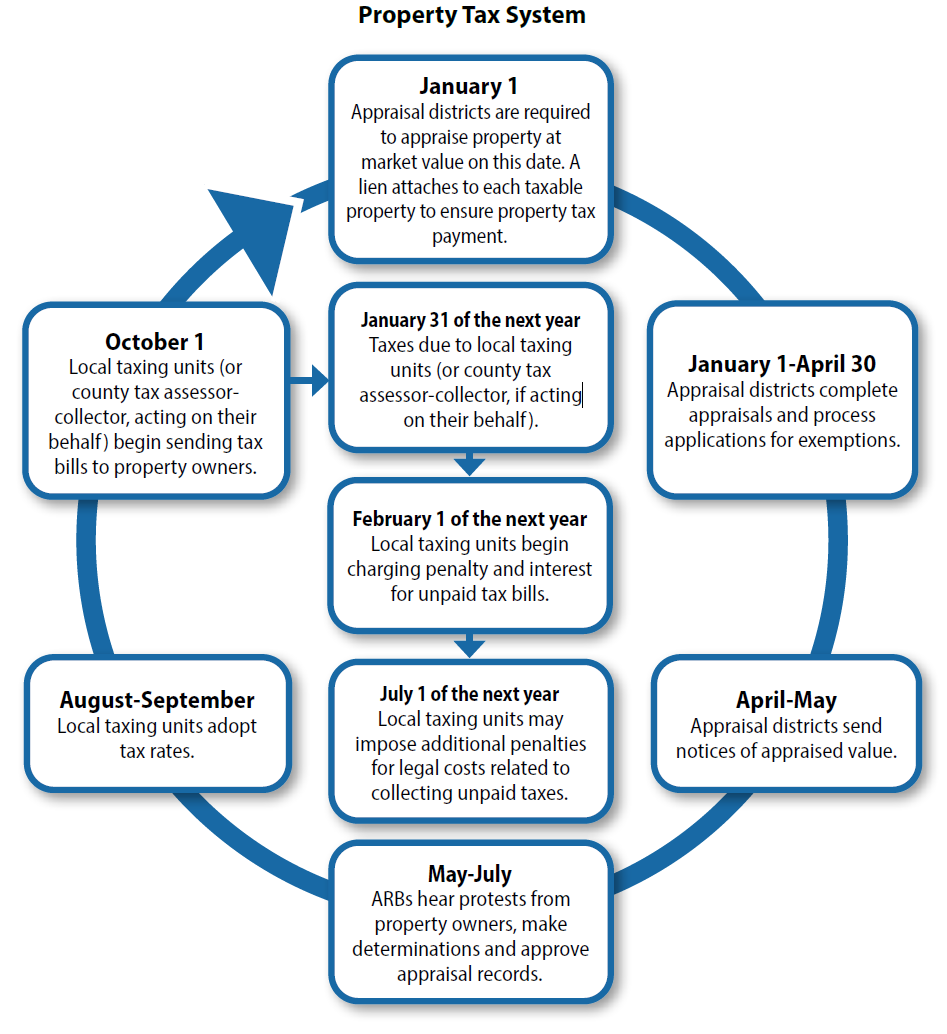 Property Tax System
January 1
Appraisal districts are required
to appraise property at
market value on this date. A
lien attaches to each taxable
property to ensure property tax
payment.
January 1-April 30
Appraisal districts complete
appraisals and process
applications for exemptions.
April-May
Appraisal districts send
notices of appraised value.
May-July
ARBs hear protests from
property owners, make
determinations and approve
appraisal records.
August-September
Local taxing units adopt
tax rates.
October 1
Local taxing units (or
county tax assessor-
collector, acting on their
behalf) begin sending tax
bills to property owners.
January 31 of the next year
Taxes due to local taxing
units (or county tax
assessor-collector, if acting
on their behalf).
February 1 of the next year
Local taxing units begin
charging penalty and interest
for unpaid tax bills.
July 1 of the next year
Local taxing units may
impose additional penalties
for legal costs related to
collecting unpaid taxes.